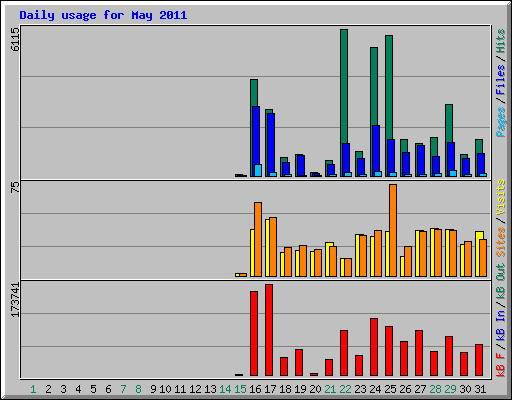 Daily usage for May 2011
6115
75
173741
Pages / Files / Hits
Sites / Visits
kB F / kB In / kB Out
1 2 3 4 5 6 7 8 9 10 11 12 13 14 15 16 17 18 19 20 21 22 23 24 25 26 27 28 29 30 31